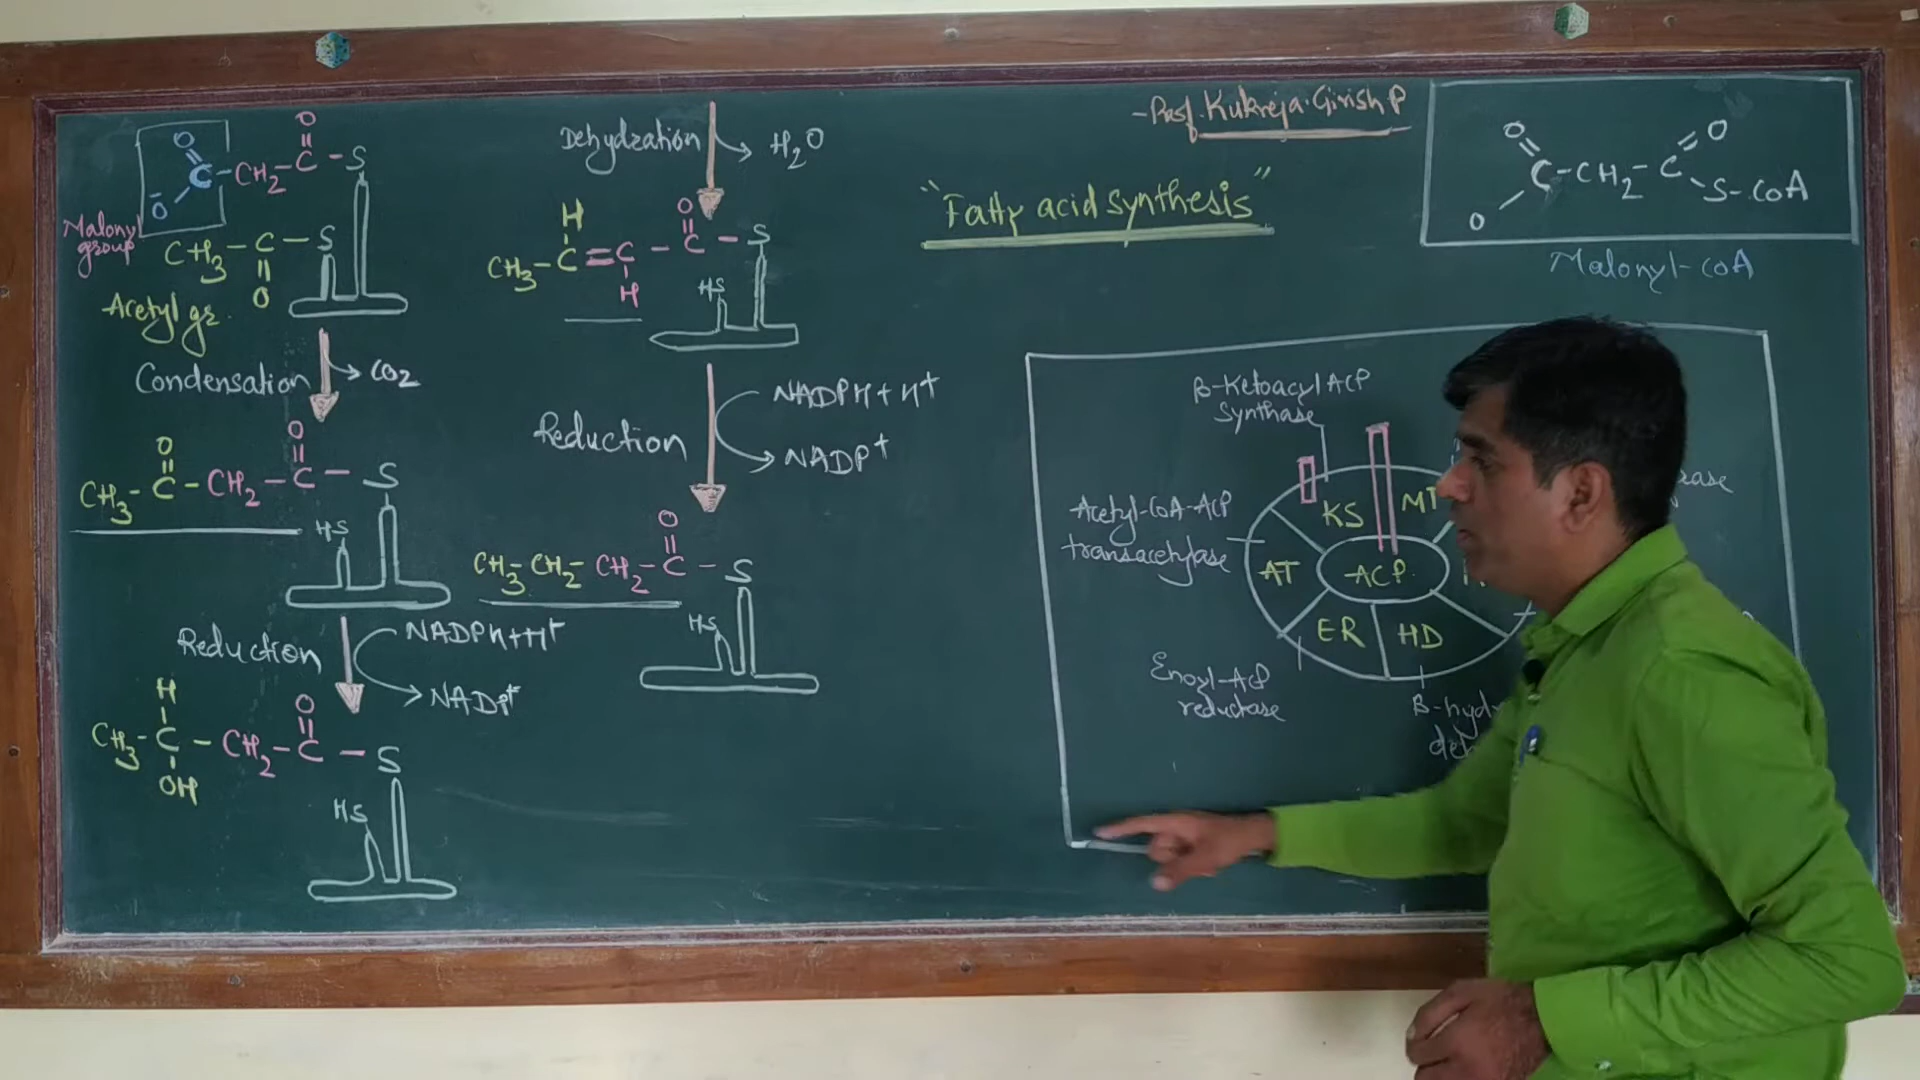 -Prof. Kukreja.Girish P
"Fatty acid synthesis"
O
O
C-CH2-C
O
S-CoA
Malonyl-CoA
O
O
C-CH2-C-S
-O
Malonyl
group
CH3-C-S
O
Acetyl gr.
Condensation
CO2
O
O
CH3-C-CH2-C-S
HS
Reduction
NADPH+H+
NADP+
H
O
CH3-C-CH2-C-S
OH
HS
Dehydration
H2O
H
O
CH3-C=C-C-S
H
HS
Reduction
NADPH+H+
NADP+
O
CH3-CH2-CH2-C-S
HS
β-Ketoacyl ACP
synthase
Acetyl-CoA-ACP
transacetylase
KS
MT
AT
ACP
ER
HD
Enoyl-ACP
reductase